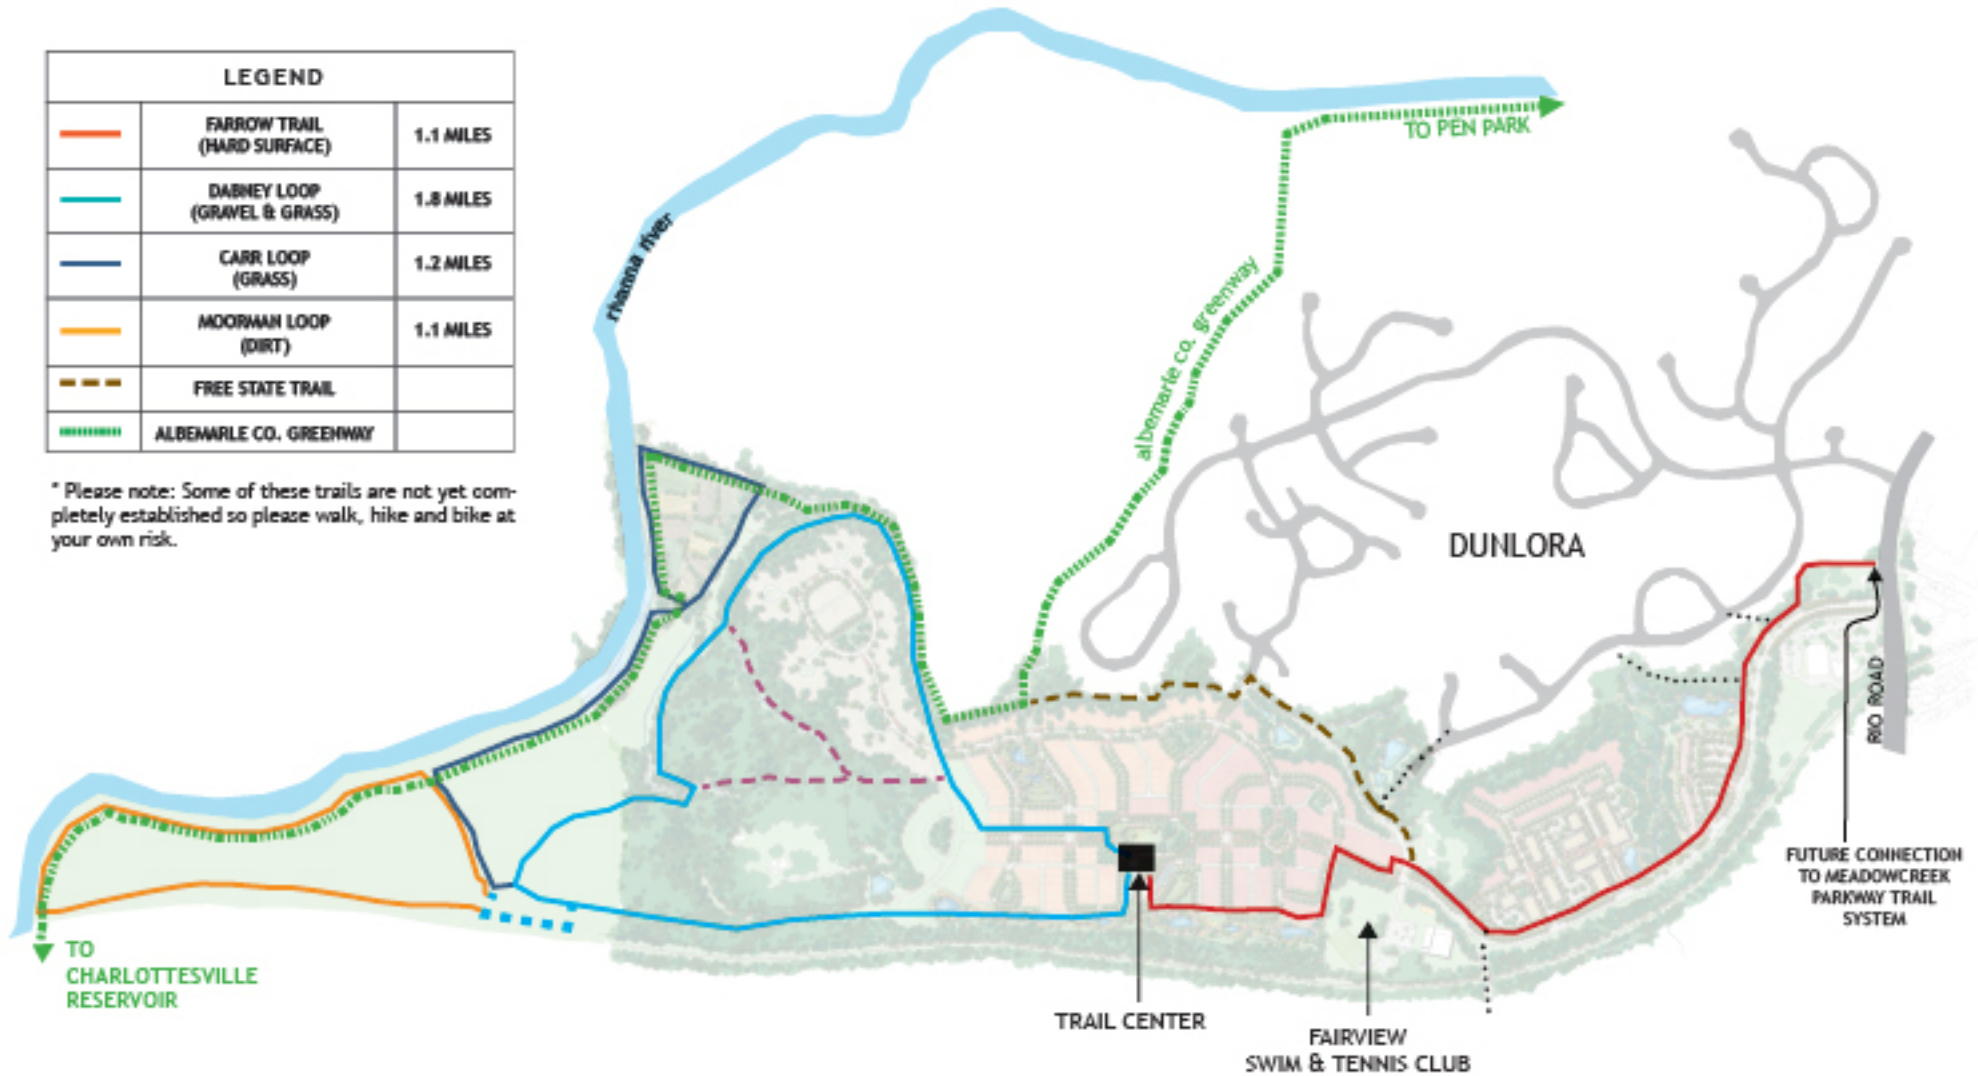 LEGEND
FARROW TRAIL
(HARD SURFACE)
1.1 MILES
DABNEY LOOP
(GRAVEL & GRASS)
1.8 MILES
CARR LOOP
(GRASS)
1.2 MILES
MOORMAN LOOP
(DIRT)
1.1 MILES
FREE STATE TRAIL
ALBEMARLE CO. GREENWAY
* Please note: Some of these trails are not yet com-
pletely established so please walk, hike and bike at
your own risk.
rivanna river
TO PEN PARK
albemarle co. greenway
DUNLORA
RIO ROAD
FUTURE CONNECTION
TO MEADOWCREEK
PARKWAY TRAIL
SYSTEM
TO
CHARLOTTESVILLE
RESERVOIR
TRAIL CENTER
FAIRVIEW
SWIM & TENNIS CLUB